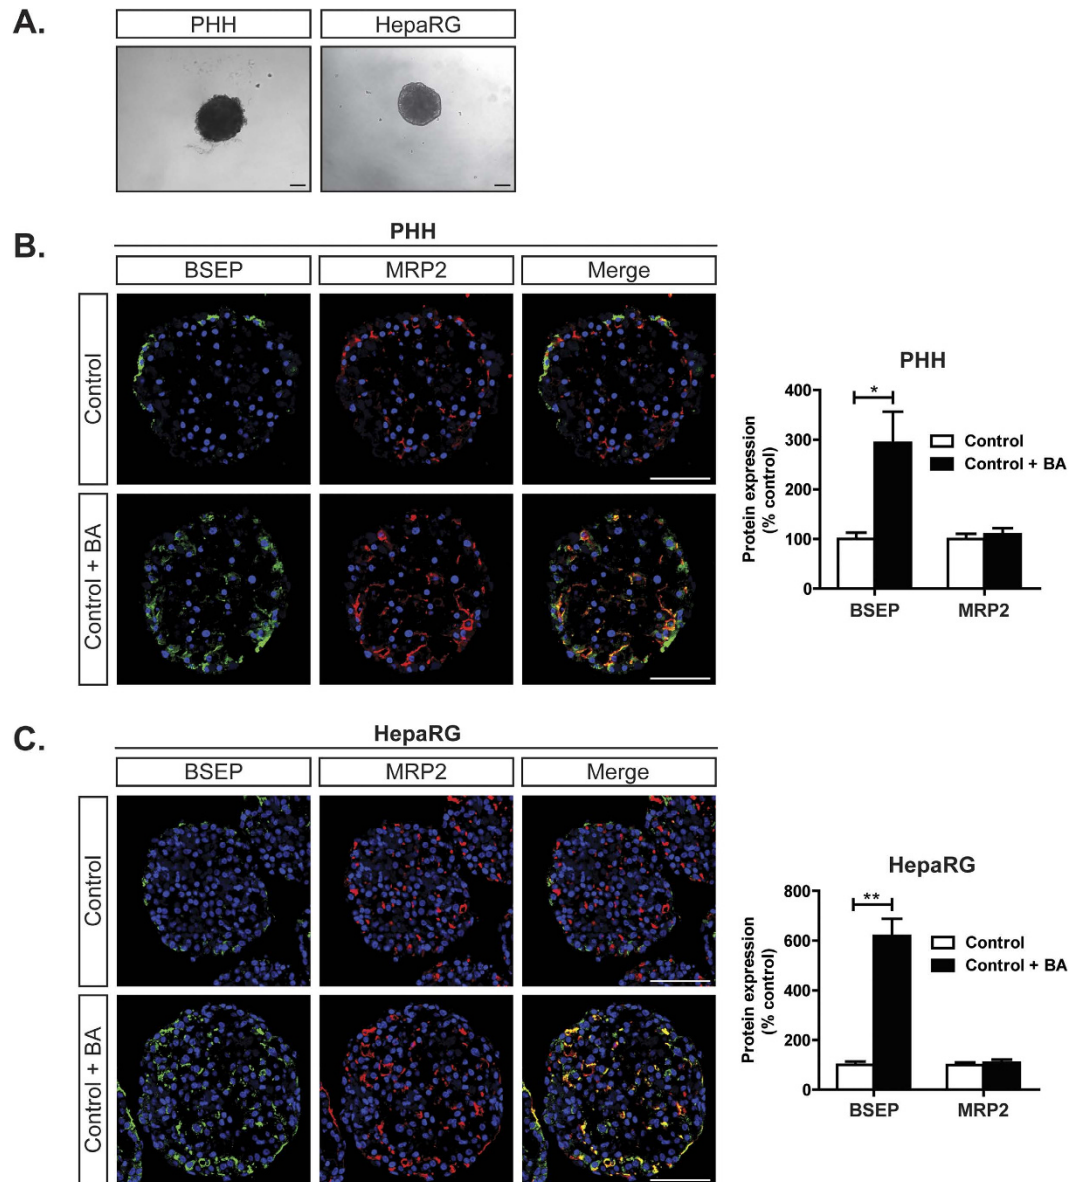 A.
PHH HepaRG
B.
PHH
BSEP MRP2 Merge
Control
Control + BA
PHH
Protein expression
(% control)
400
300
200
100
0
*
Control
Control + BA
BSEP MRP2
C.
HepaRG
BSEP MRP2 Merge
Control
Control + BA
HepaRG
Protein expression
(% control)
800
600
400
200
0
**
Control
Control + BA
BSEP MRP2